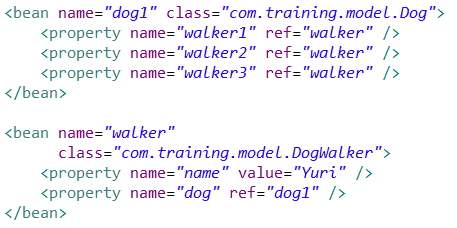 <bean name="dog1" class="com.training.model.Dog">
    <property name="walker1" ref="walker" />
    <property name="walker2" ref="walker" />
    <property name="walker3" ref="walker" />
</bean>

<bean name="walker"
      class="com.training.model.DogWalker">
    <property name="name" value="Yuri" />
    <property name="dog" ref="dog1" />
</bean>